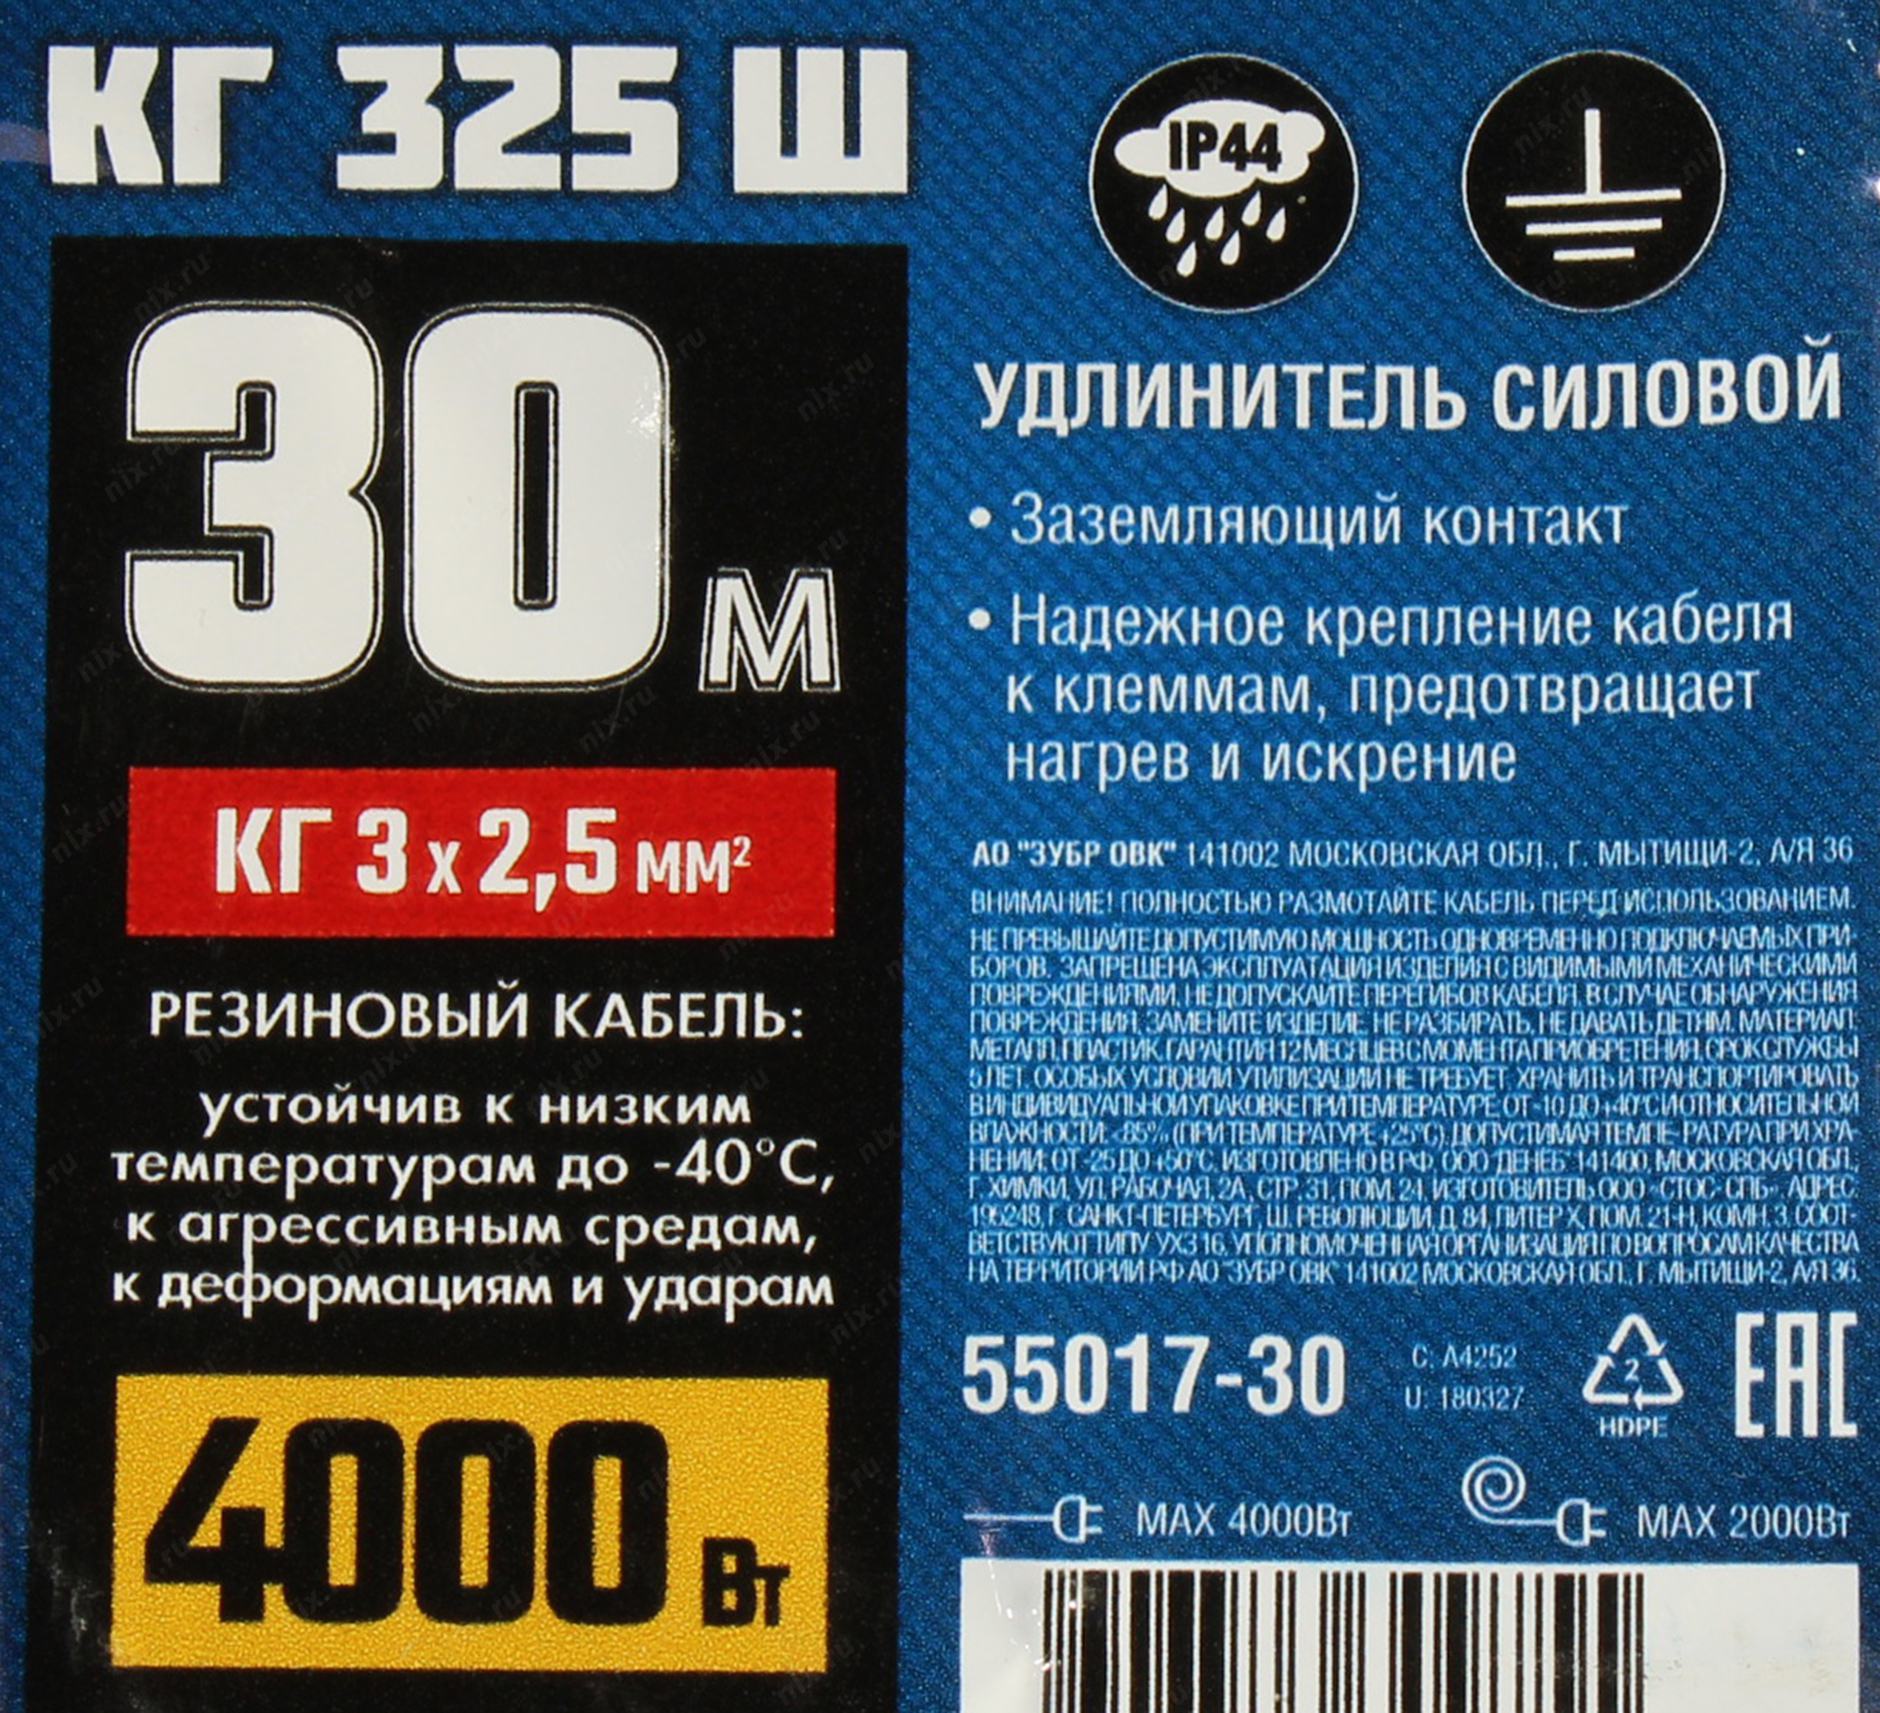 КГ 325 Ш
30 М
КГ 3 x 2,5 ММ²
РЕЗИНОВЫЙ КАБЕЛЬ:
устойчив к низким
температурам до -40°С,
к агрессивным средам,
к деформациям и ударам
4000 Вт
IP44
УДЛИНИТЕЛЬ СИЛОВОЙ
• Заземляющий контакт
• Надежное крепление кабеля
к клеммам, предотвращает
нагрев и искрение
АО "ЗУБР ОВК" 141002 МОСКОВСКАЯ ОБЛ., Г. МЫТИЩИ-2, А/Я 36
ВНИМАНИЕ! ПОЛНОСТЬЮ РАЗМОТАЙТЕ КАБЕЛЬ ПЕРЕД ИСПОЛЬЗОВАНИЕМ.
НЕ ПРЕВЫШАЙТЕ ДОПУСТИМУЮ МОЩНОСТЬ ОДНОВРЕМЕННО ПОДКЛЮЧАЕМЫХ ПРИ-
БОРОВ. ЗАПРЕЩЕНА ЭКСПЛУАТАЦИЯ ИЗДЕЛИЯ С ВИДИМЫМИ МЕХАНИЧЕСКИМИ
ПОВРЕЖДЕНИЯМИ, НЕ ДОПУСКАЙТЕ ПЕРЕГИБОВ КАБЕЛЯ, В СЛУЧАЕ ОБНАРУЖЕНИЯ
ПОВРЕЖДЕНИЙ, ЗАМЕНИТЕ ИЗДЕЛИЕ. НЕ РАЗБИРАТЬ, НЕ ДАВАТЬ ДЕТЯМ. МАТЕРИАЛ:
МЕТАЛЛ, ПЛАСТИК. ГАРАНТИЯ 12 МЕСЯЦЕВ С МОМЕНТА ПРИОБРЕТЕНИЯ. СРОК СЛУЖБЫ
5 ЛЕТ. ОСОБЫХ УСЛОВИЙ УТИЛИЗАЦИИ НЕ ТРЕБУЕТ. ХРАНИТЬ И ТРАНСПОРТИРОВАТЬ
В ИНДИВИДУАЛЬНОЙ УПАКОВКЕ ПРИ ТЕМПЕРАТУРЕ ОТ -10 ДО +40°С И ОТНОСИТЕЛЬНОЙ
ВЛАЖНОСТИ: <85% (ПРИ ТЕМПЕРАТУРЕ +25°С). ДОПУСТИМАЯ ТЕМПЕ-РАТУРА ПРИ ХРА-
НЕНИИ: ОТ -25 ДО +50°С. ИЗГОТОВЛЕНО В РФ, ООО "ДЕНЕБ" 141400, МОСКОВСКАЯ ОБЛ.,
Г. ХИМКИ, УЛ. РАБОЧАЯ, 2А, СТР. 31, ПОМ. 24, ИЗГОТОВИТЕЛЬ ООО «СТОС-СПБ». АДРЕС:
195248, Г. САНКТ-ПЕТЕРБУРГ, Ш. РЕВОЛЮЦИИ, Д. 84, ЛИТЕР Х, ПОМ. 21-Н, КОМН. 3. СООТ-
ВЕТСТВУЮТ ТИПУ УХ3 16. УПОЛНОМОЧЕННАЯ ОРГАНИЗАЦИЯ ПО ВОПРОСАМ КАЧЕСТВА
НА ТЕРРИТОРИИ РФ АО "ЗУБР ОВК" 141002 МОСКОВСКАЯ ОБЛ., Г. МЫТИЩИ-2, А/Я 36.
55017-30
C: A4252
U: 180327
2
HDPE
EAC
MAX 4000Вт
MAX 2000Вт
nix.ru